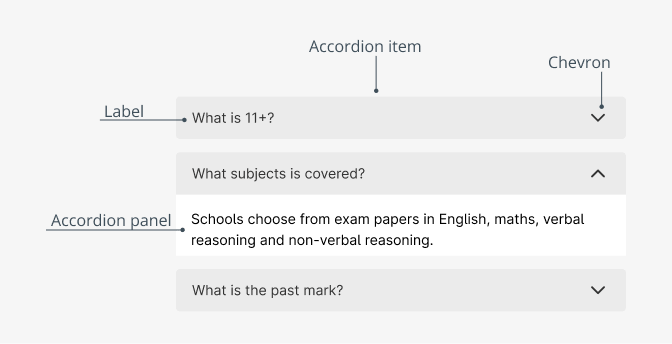 Accordion item
Chevron
Label
What is 11+?
What subjects is covered?
Accordion panel
Schools choose from exam papers in English, maths, verbal
reasoning and non-verbal reasoning.
What is the past mark?